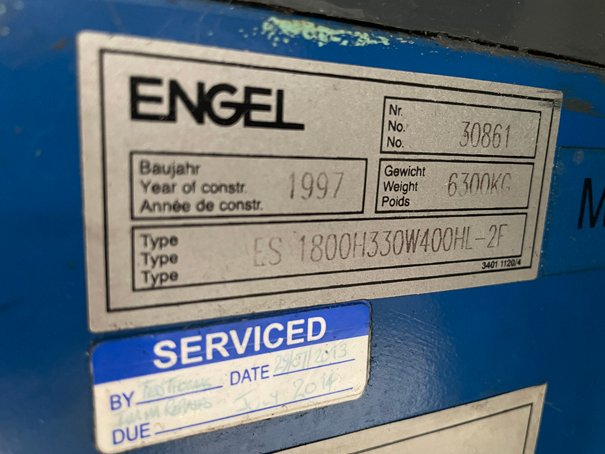 ENGEL
Nr.
No.
No.
30861
Baujahr
Year of constr.
Année de constr.
1997
Gewicht
Weight
Poids
6300KG
Type
Type
Type
ES 1800H330W400HL-2F
3401 1120/4
M
SERVICED
BY
DATE
DUE
2014